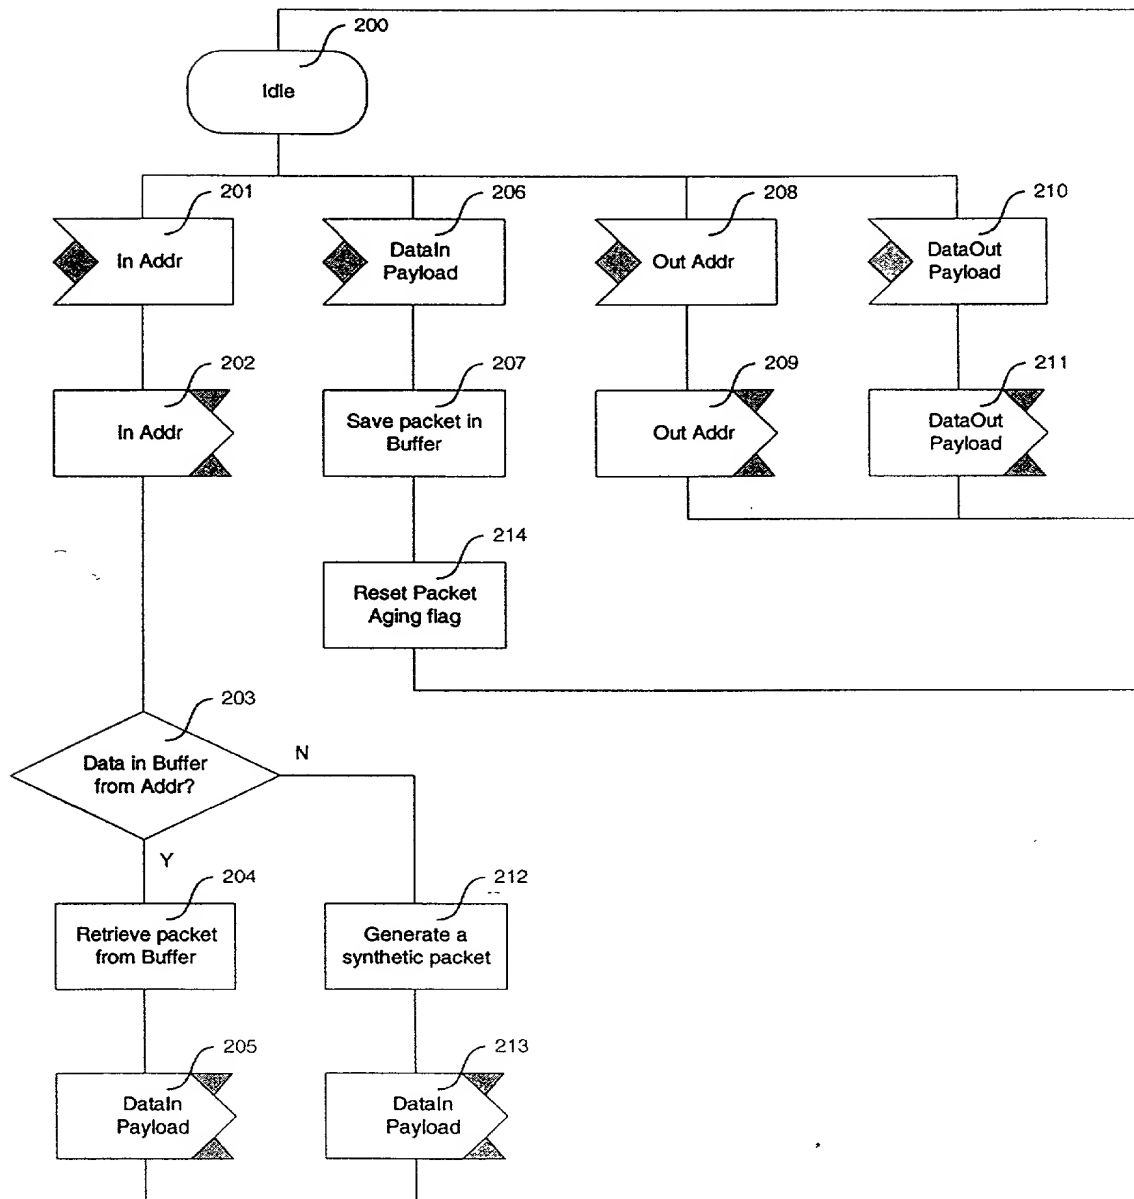 200
Idle
201
206
208
210
In Addr
DataIn
Payload
Out Addr
DataOut
Payload
202
207
209
211
In Addr
Save packet in
Buffer
Out Addr
DataOut
Payload
214
Reset Packet
Aging flag
203
Data in Buffer
from Addr?
N
Y
204
212
Retrieve packet
from Buffer
Generate a
synthetic packet
205
213
DataIn
Payload
DataIn
Payload